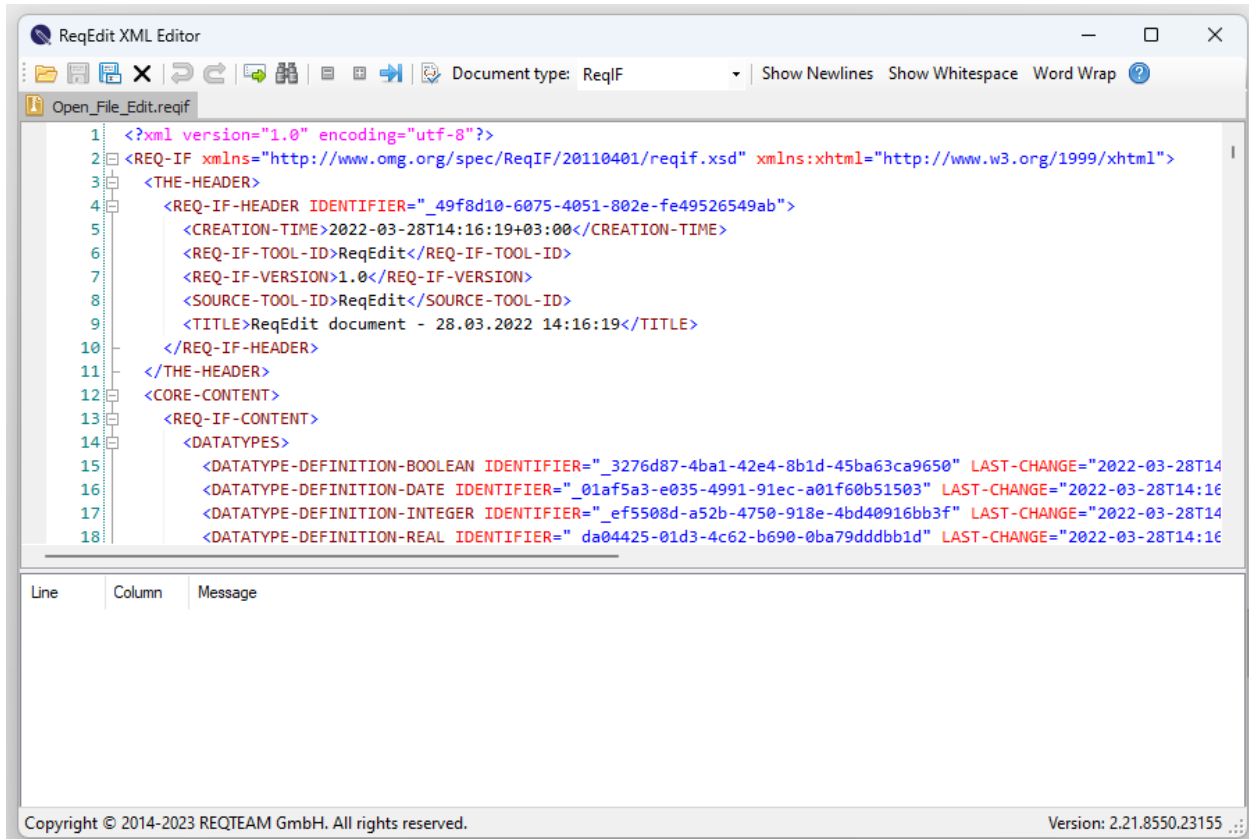 ReqEdit XML Editor
Document type: ReqIF Show Newlines Show Whitespace Word Wrap
Open_File_Edit.reqif
1 <?xml version="1.0" encoding="utf-8"?>
2 <REQ-IF xmlns="http://www.omg.org/spec/ReqIF/20110401/reqif.xsd" xmlns:xhtml="http://www.w3.org/1999/xhtml">
3 <THE-HEADER>
4 <REQ-IF-HEADER IDENTIFIER="_49f8d10-6075-4051-802e-fe49526549ab">
5 <CREATION-TIME>2022-03-28T14:16:19+03:00</CREATION-TIME>
6 <REQ-IF-TOOL-ID>ReqEdit</REQ-IF-TOOL-ID>
7 <REQ-IF-VERSION>1.0</REQ-IF-VERSION>
8 <SOURCE-TOOL-ID>ReqEdit</SOURCE-TOOL-ID>
9 <TITLE>ReqEdit document - 28.03.2022 14:16:19</TITLE>
10 </REQ-IF-HEADER>
11 </THE-HEADER>
12 <CORE-CONTENT>
13 <REQ-IF-CONTENT>
14 <DATATYPES>
15 <DATATYPE-DEFINITION-BOOLEAN IDENTIFIER="_3276d87-4ba1-42e4-8b1d-45ba63ca9650" LAST-CHANGE="2022-03-28T14
16 <DATATYPE-DEFINITION-DATE IDENTIFIER="_01af5a3-e035-4991-91ec-a01f60b51503" LAST-CHANGE="2022-03-28T14:16
17 <DATATYPE-DEFINITION-INTEGER IDENTIFIER="_ef5508d-a52b-4750-918e-4bd40916bb3f" LAST-CHANGE="2022-03-28T14
18 <DATATYPE-DEFINITION-REAL IDENTIFIER="_da04425-01d3-4c62-b690-0ba79dddbb1d" LAST-CHANGE="2022-03-28T14:16
Line Column Message
Copyright © 2014-2023 REQTEAM GmbH. All rights reserved. Version: 2.21.8550.23155